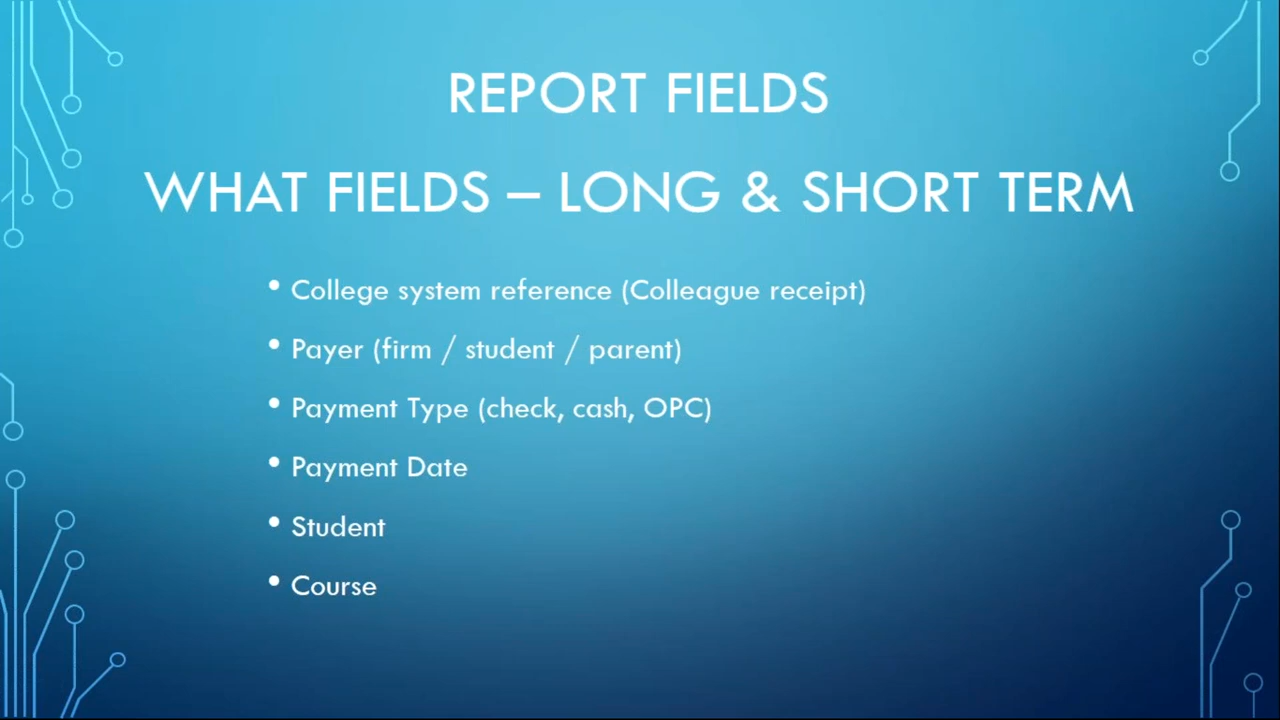 REPORT FIELDS
WHAT FIELDS – LONG & SHORT TERM
• College system reference (Colleague receipt)
• Payer (firm / student / parent)
• Payment Type (check, cash, OPC)
• Payment Date
• Student
• Course